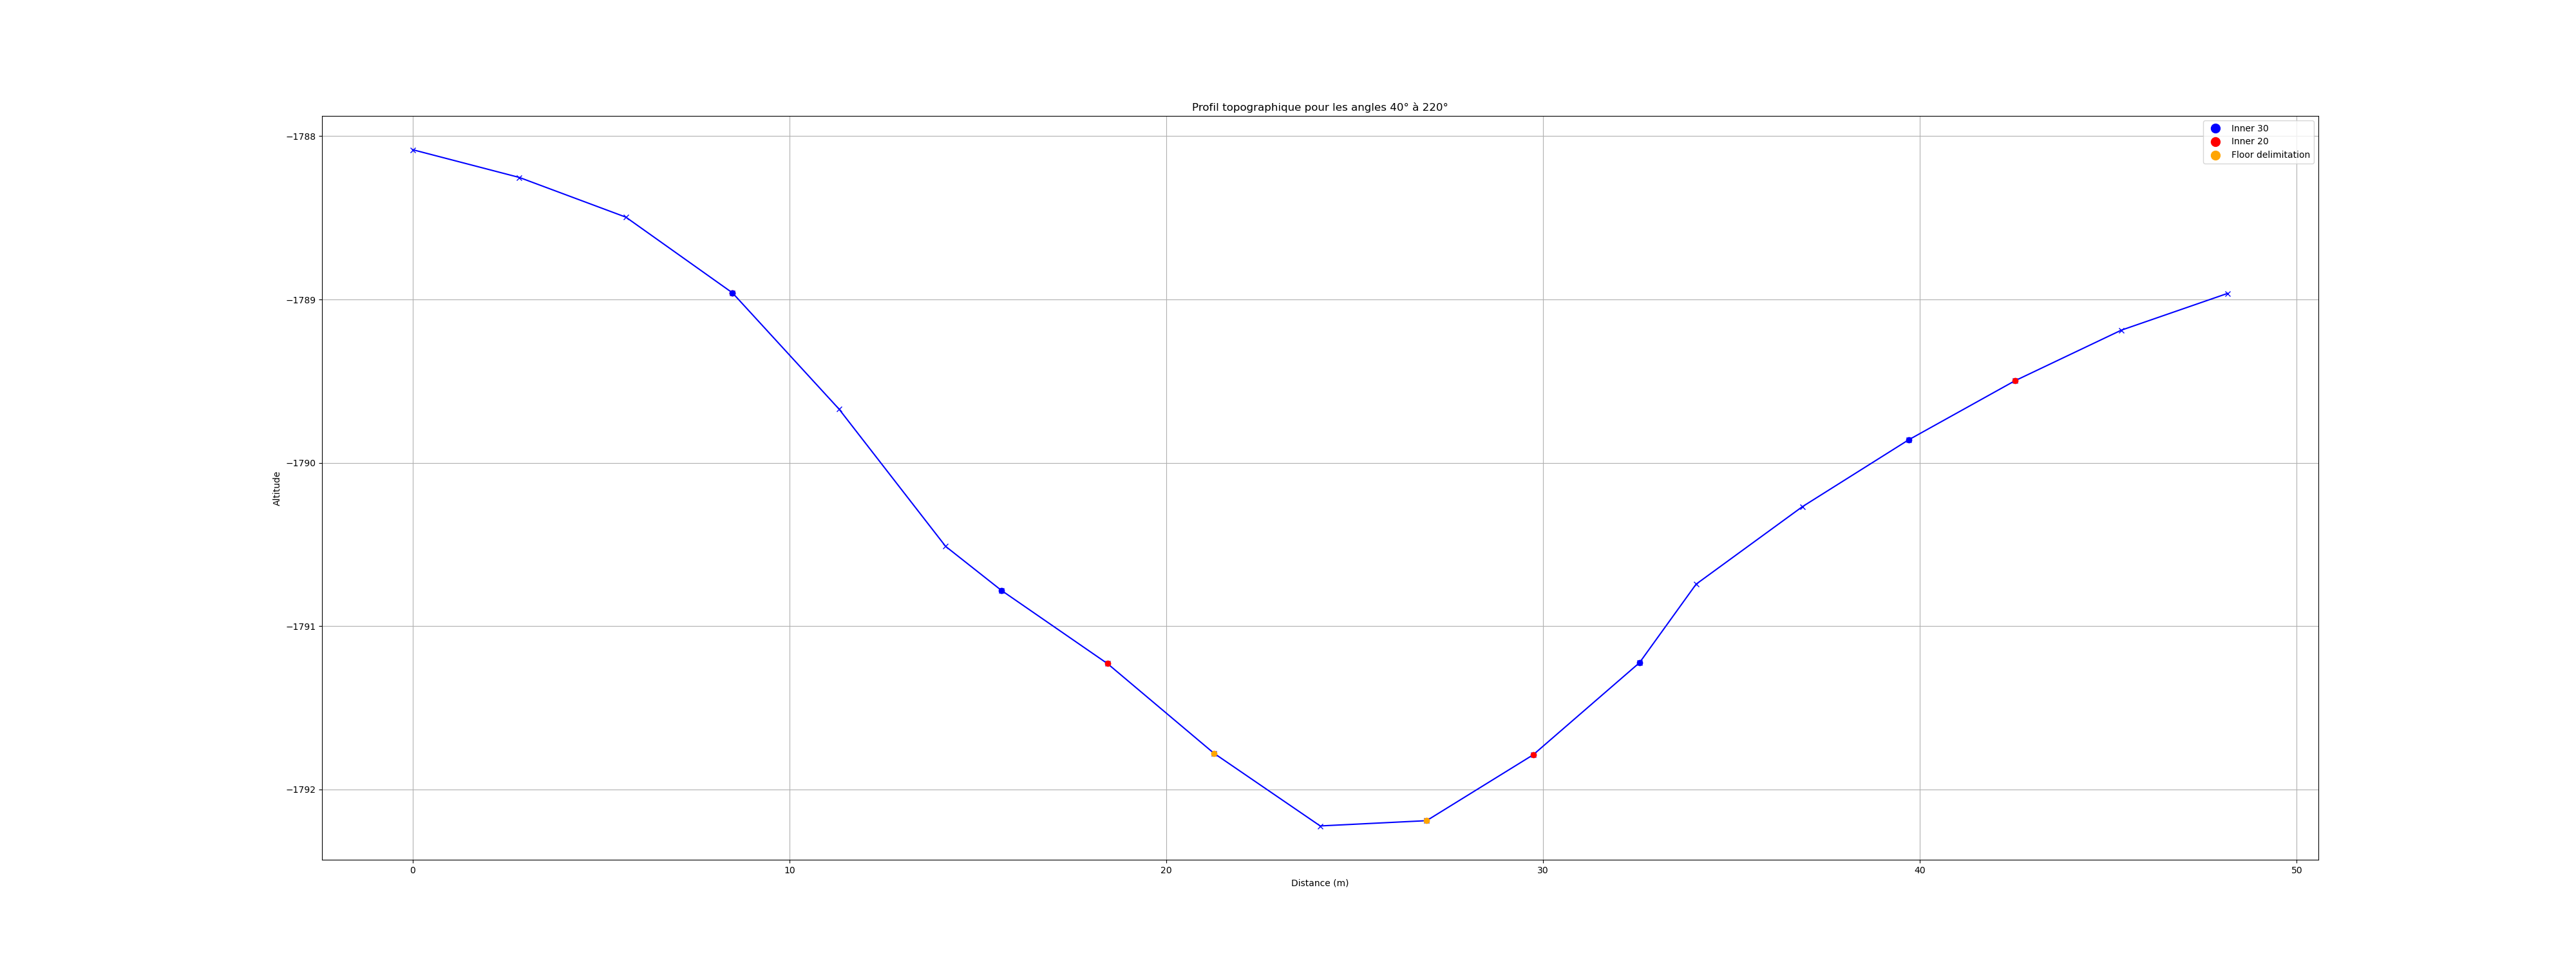 Profil topographique pour les angles 40° à 220°
Inner 30
Inner 20
Floor delimitation
−1788
−1789
−1790
−1791
−1792
Altitude
0 10 20 30 40 50
Distance (m)